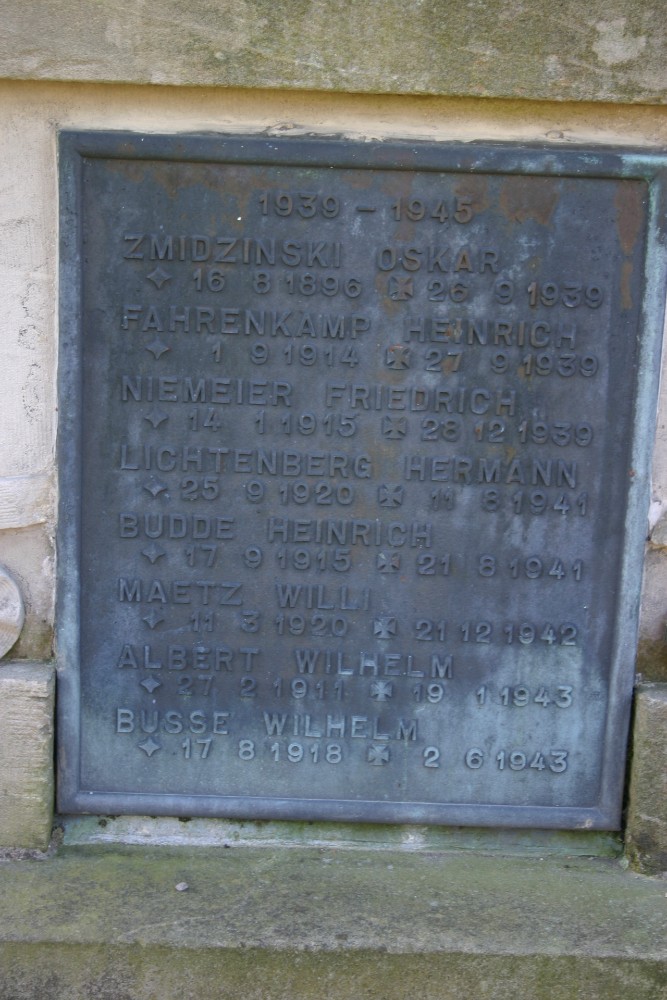 1939 - 1945
ZMIDZINSKI OSKAR
✧ 16 8 1896 ✠ 26 9 1939
FAHRENKAMP HEINRICH
✧ 1 9 1914 ✠ 27 9 1939
NIEMEIER FRIEDRICH
✧ 14 1 1915 ✠ 28 12 1939
LICHTENBERG HERMANN
✧ 25 9 1920 ✠ 11 8 1941
BUDDE HEINRICH
✧ 17 9 1915 ✠ 21 8 1941
MAETZ WILLI
✧ 11 3 1920 ✠ 21 12 1942
ALBERT WILHELM
✧ 27 2 1911 ✠ 19 1 1943
BUSSE WILHELM
✧ 17 8 1918 ✠ 2 6 1943